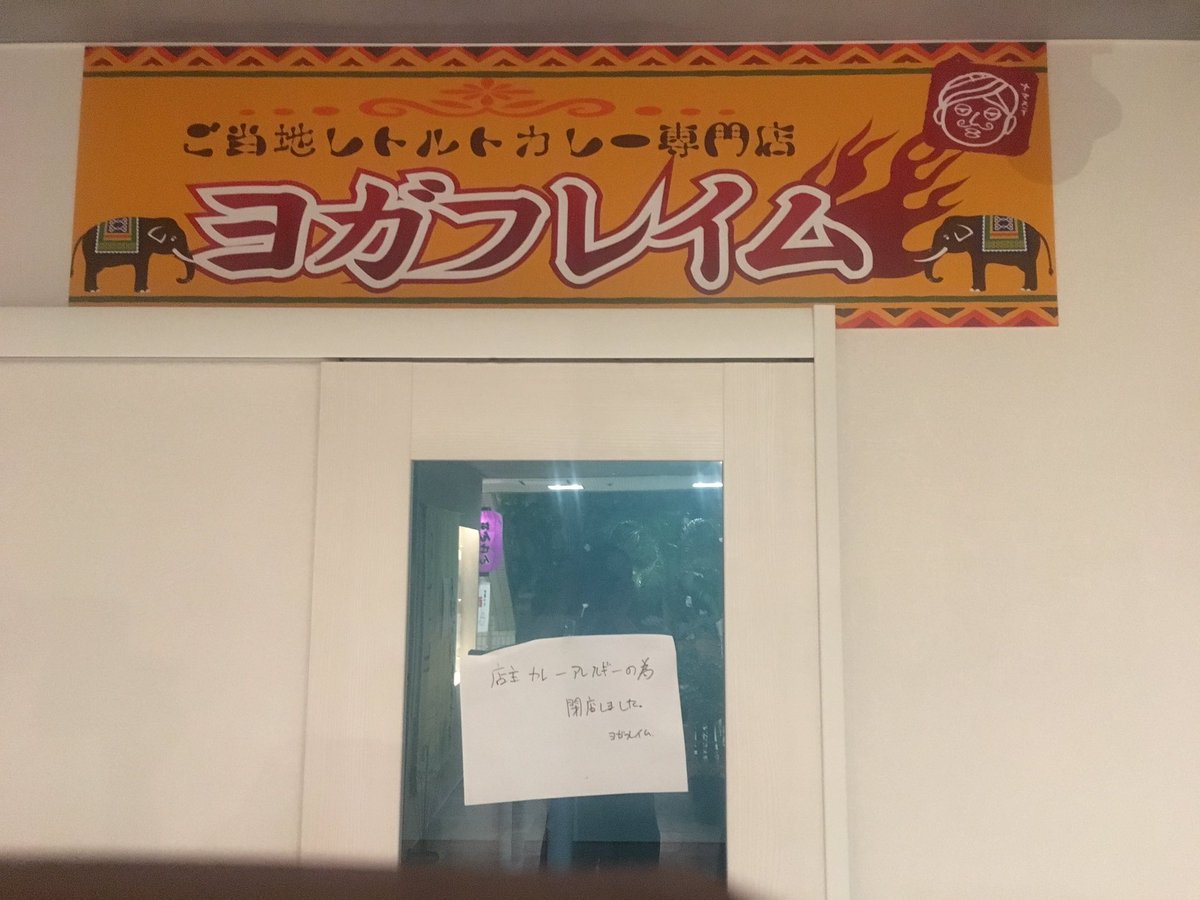 ご当地レトルトカレー専門店
ヨガフレイム
店主 カレーアレルギーの為
閉店しました。
ヨガフレイム